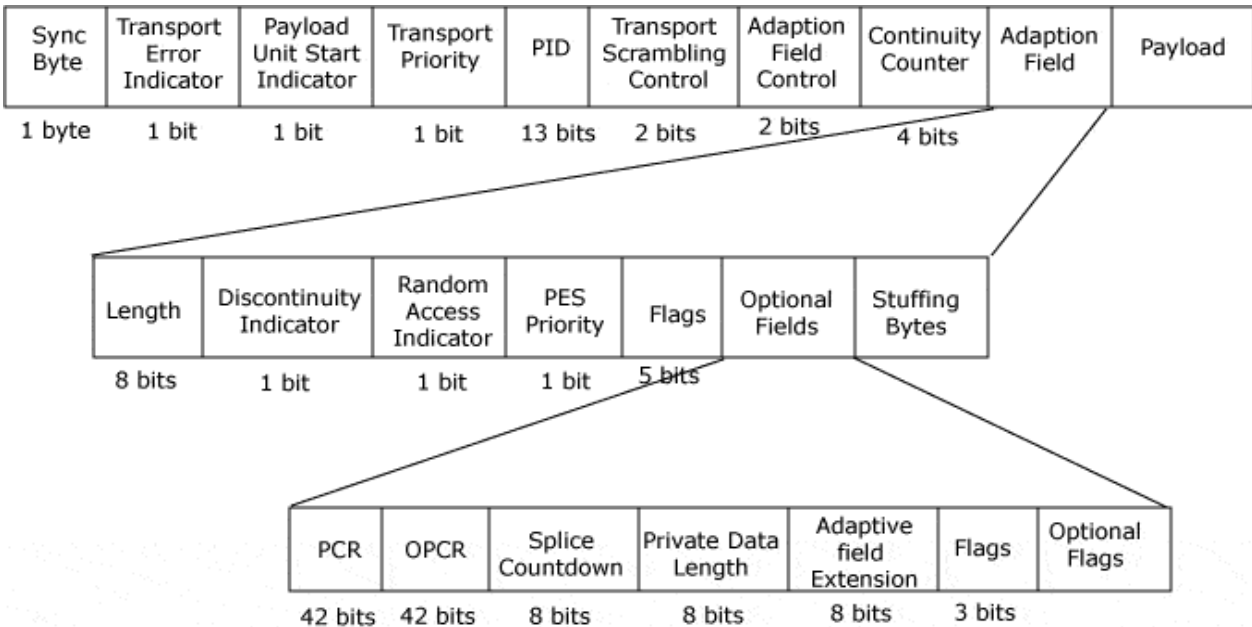 Sync
Byte
Transport
Error
Indicator
Payload
Unit Start
Indicator
Transport
Priority
PID
Transport
Scrambling
Control
Adaption
Field
Control
Continuity
Counter
Adaption
Field
Payload
1 byte
1 bit
1 bit
1 bit
13 bits
2 bits
2 bits
4 bits
Length
Discontinuity
Indicator
Random
Access
Indicator
PES
Priority
Flags
Optional
Fields
Stuffing
Bytes
8 bits
1 bit
1 bit
1 bit
5 bits
PCR
OPCR
Splice
Countdown
Private Data
Length
Adaptive
field
Extension
Flags
Optional
Flags
42 bits
42 bits
8 bits
8 bits
8 bits
3 bits